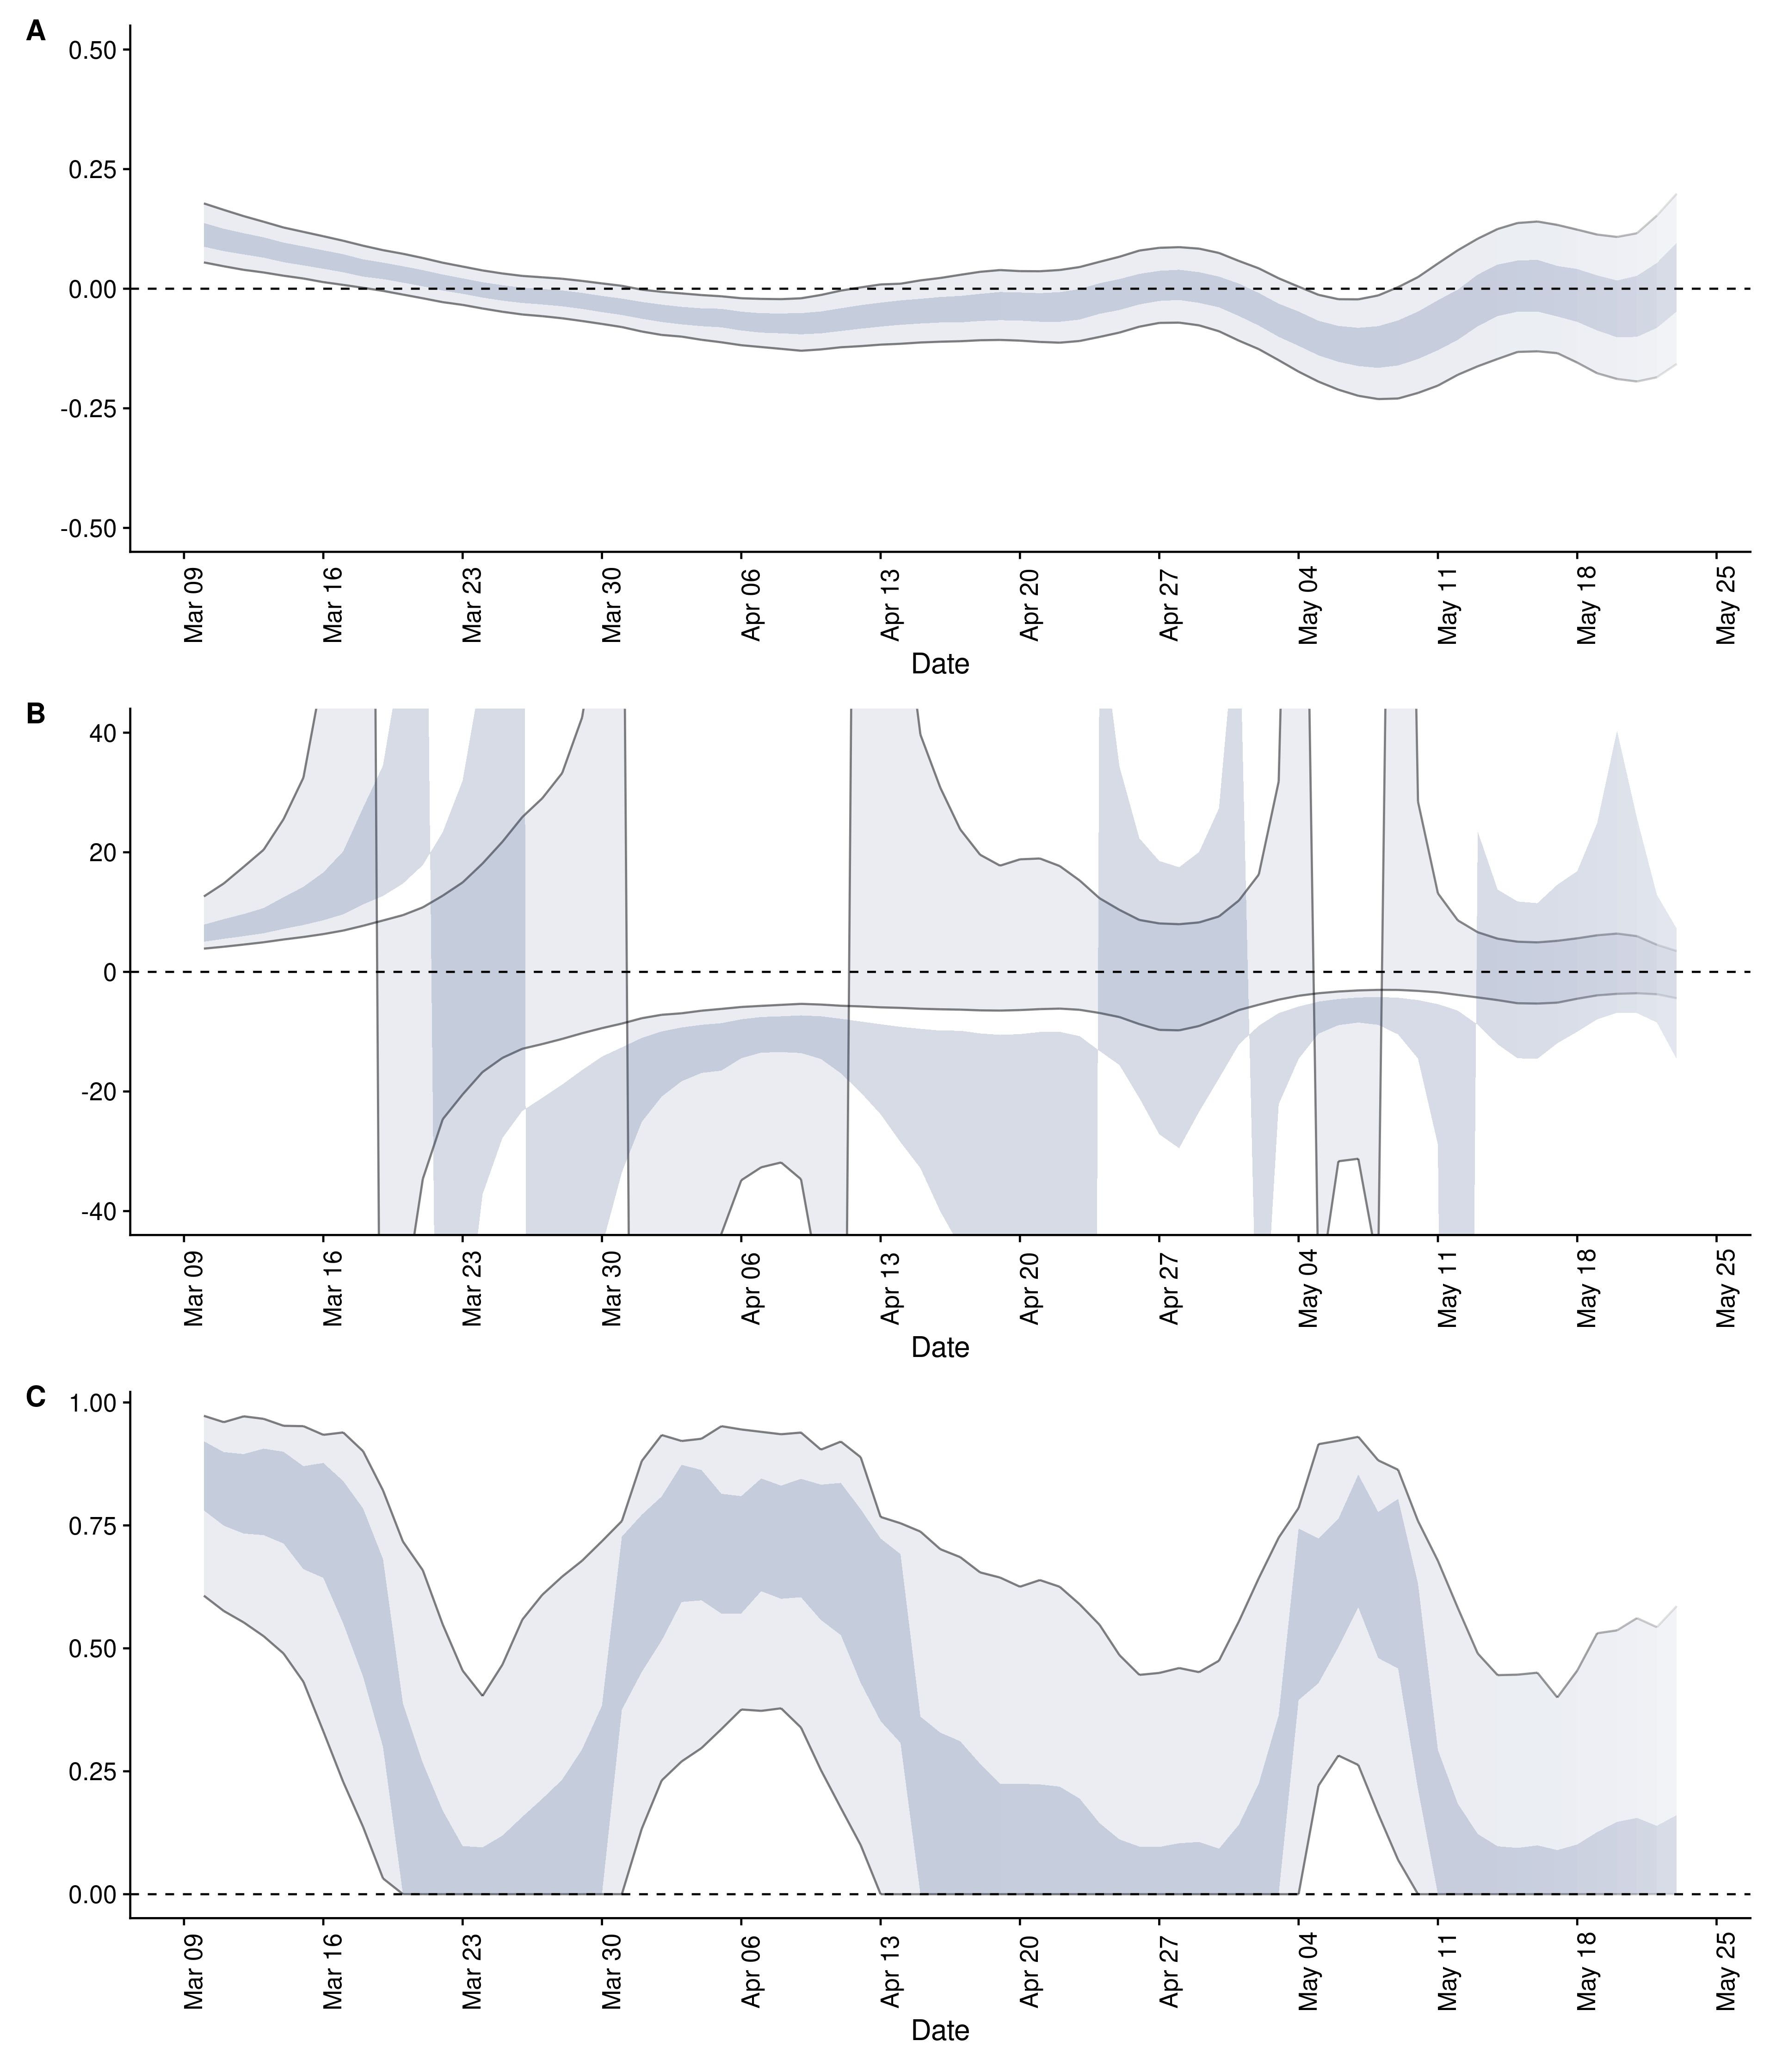 A
0.50
0.25
0.00
-0.25
-0.50
Mar 09
Mar 16
Mar 23
Mar 30
Apr 06
Apr 13
Apr 20
Apr 27
May 04
May 11
May 18
May 25
Date
B
40
20
0
-20
-40
Mar 09
Mar 16
Mar 23
Mar 30
Apr 06
Apr 13
Apr 20
Apr 27
May 04
May 11
May 18
May 25
Date
C
1.00
0.75
0.50
0.25
0.00
Mar 09
Mar 16
Mar 23
Mar 30
Apr 06
Apr 13
Apr 20
Apr 27
May 04
May 11
May 18
May 25
Date